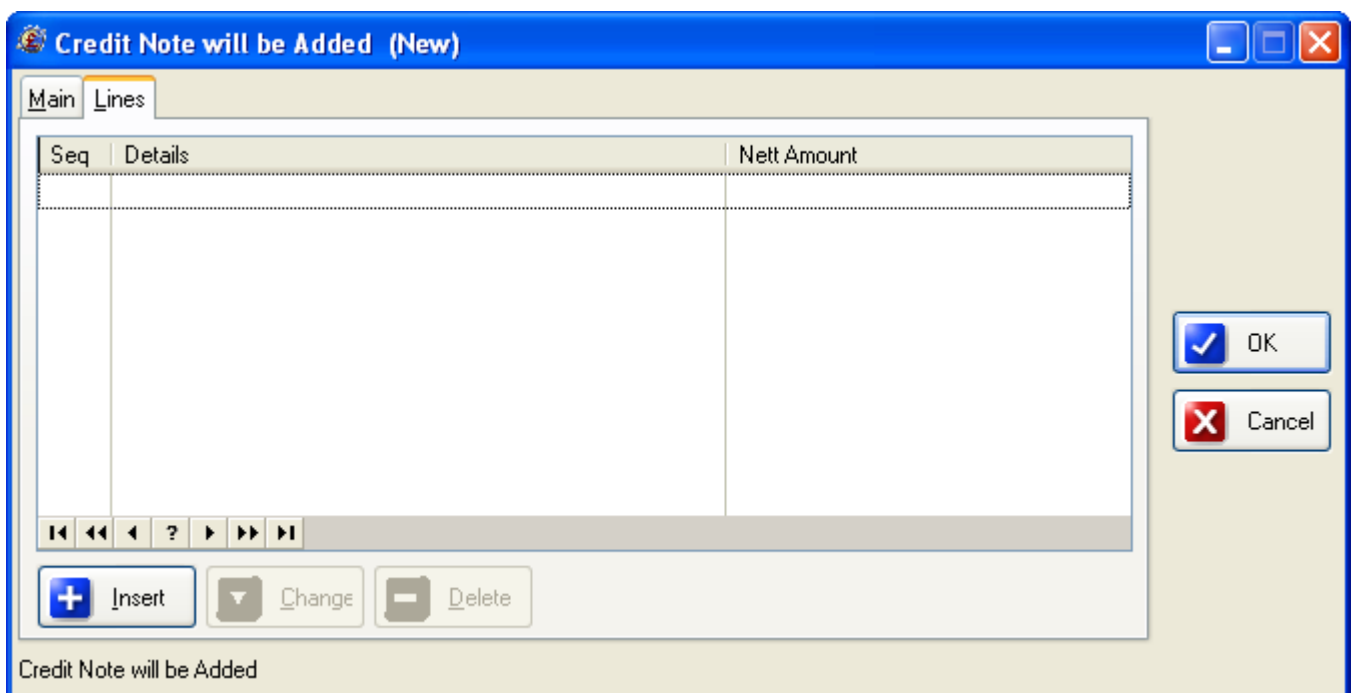 Credit Note will be Added (New)
Main Lines
Seq Details Nett Amount
OK
Cancel
?
Insert Change Delete
Credit Note will be Added